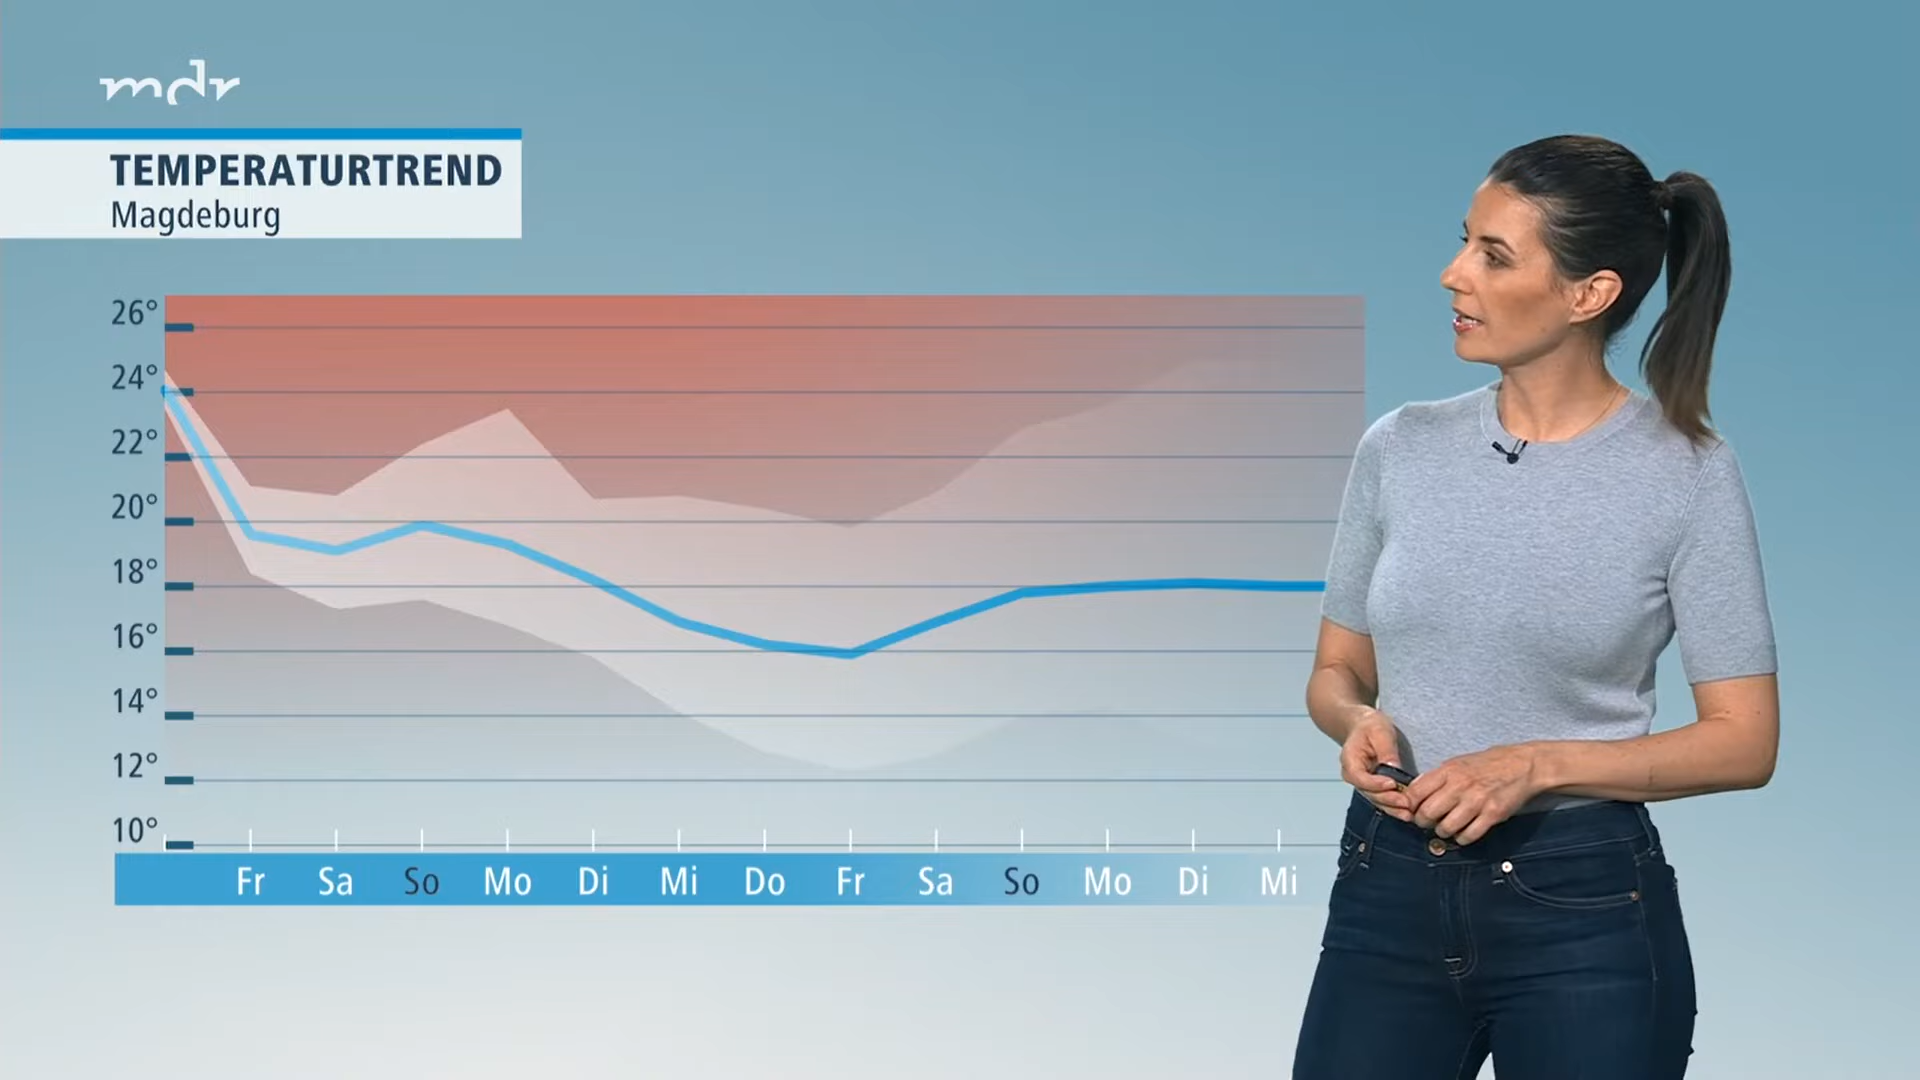 mdr
TEMPERATURTREND
Magdeburg
26°
24°
22°
20°
18°
16°
14°
12°
10°
Fr Sa So Mo Di Mi Do Fr Sa So Mo Di Mi